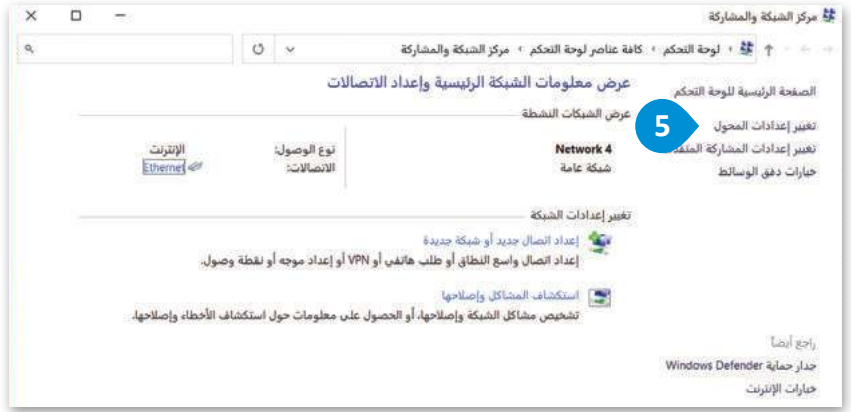 مركز الشبكة والمشاركة
لوحة التحكم › كافة عناصر لوحة التحكم › مركز الشبكة والمشاركة
الصفحة الرئيسية للوحة التحكم
تغيير إعدادات المحول
5
تغيير إعدادات المشاركة
خيارات دفق الوسائط
عرض معلومات الشبكة الرئيسية وإعداد الاتصالات
عرض الشبكات النشطة
Network 4
شبكة عامة
نوع الوصول: الإنترنت
الاتصالات: Ethernet
تغيير إعدادات الشبكة
إعداد اتصال جديد أو شبكة جديدة
إعداد اتصال واسع النطاق أو طلب هاتفي أو VPN أو إعداد موجه أو نقطة وصول.
استكشاف المشاكل وإصلاحها
تشخيص مشاكل الشبكة وإصلاحها، أو الحصول على معلومات حول استكشاف الأخطاء وإصلاحها.
راجع أيضاً
جدار حماية Windows Defender
خيارات الإنترنت